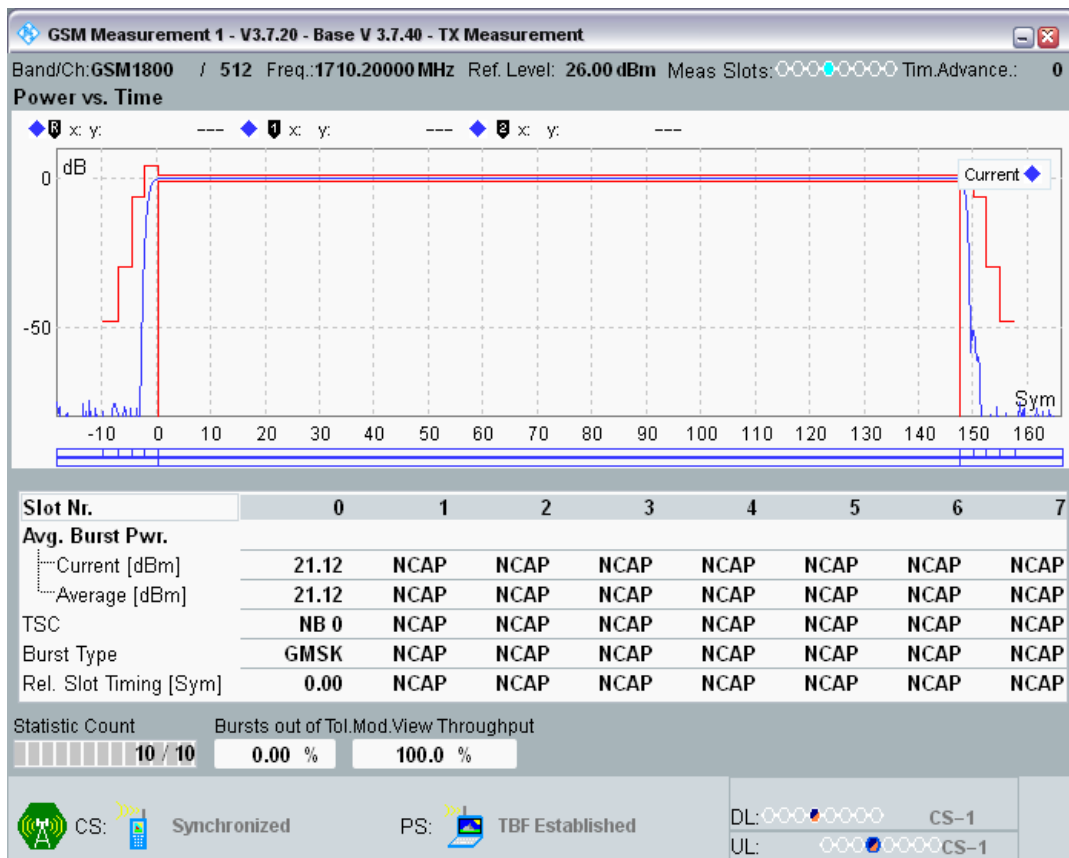 GSM Measurement 1 - V3.7.20 - Base V 3.7.40 - TX Measurement
Band/Ch:GSM1800 / 512 Freq.:1710.20000 MHz Ref. Level: 26.00 dBm Meas Slots: Tim.Advance.: 0
Power vs. Time
R x: y: --- 1 x: y: --- 2 x: y: ---
dB
0
Current
-50
Sym
-10 0 10 20 30 40 50 60 70 80 90 100 110 120 130 140 150 160
Slot Nr. 0 1 2 3 4 5 6 7
Avg. Burst Pwr.
Current [dBm] 21.12 NCAP NCAP NCAP NCAP NCAP NCAP NCAP
Average [dBm] 21.12 NCAP NCAP NCAP NCAP NCAP NCAP NCAP
TSC NB 0 NCAP NCAP NCAP NCAP NCAP NCAP NCAP
Burst Type GMSK NCAP NCAP NCAP NCAP NCAP NCAP NCAP
Rel. Slot Timing [Sym] 0.00 NCAP NCAP NCAP NCAP NCAP NCAP NCAP
Statistic Count Bursts out of Tol.Mod.View Throughput
10 / 10 0.00 % 100.0 %
CS: Synchronized PS: TBF Established
DL: CS-1
UL: CS-1